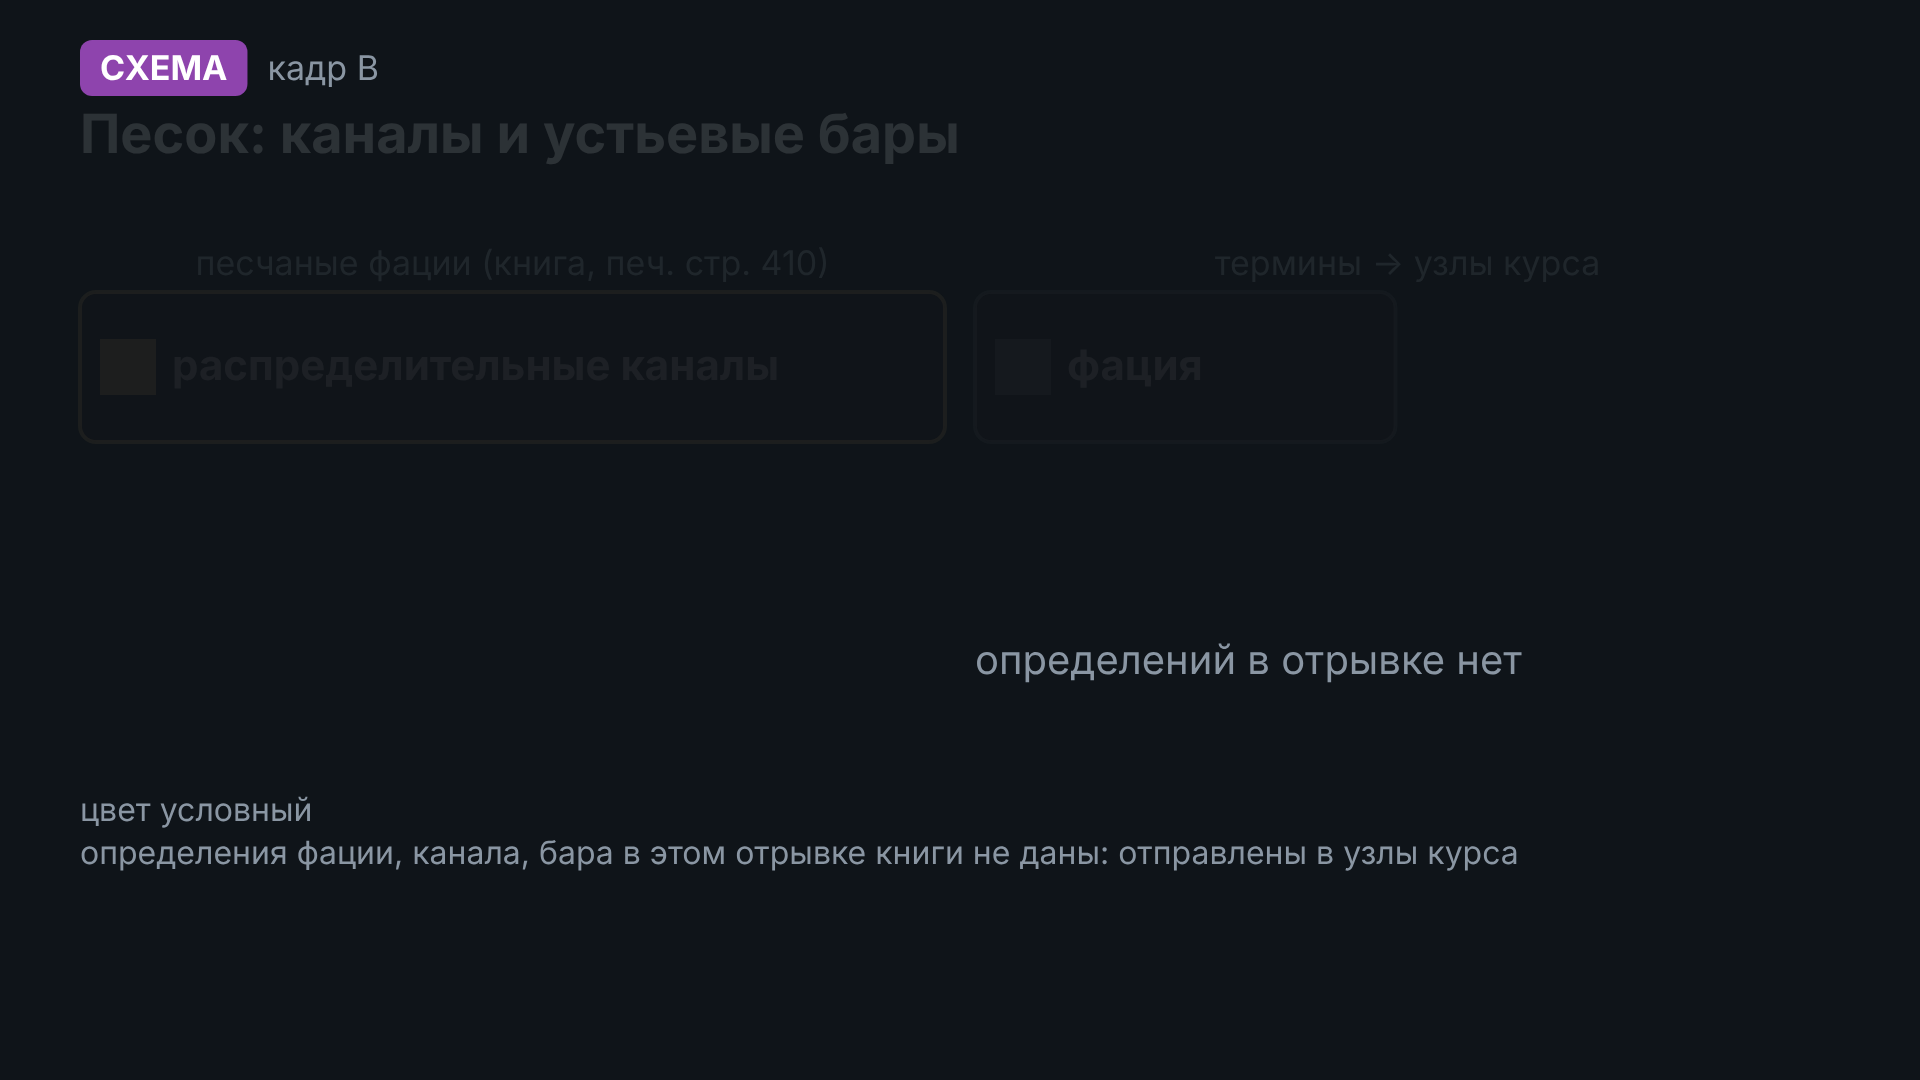 СХЕМА кадр В
Песок: каналы и устьевые бары
песчаные фации (книга, печ. стр. 410) термины → узлы курса
распределительные каналы фация
определений в отрывке нет
цвет условный
определения фации, канала, бара в этом отрывке книги не даны: отправлены в узлы курса